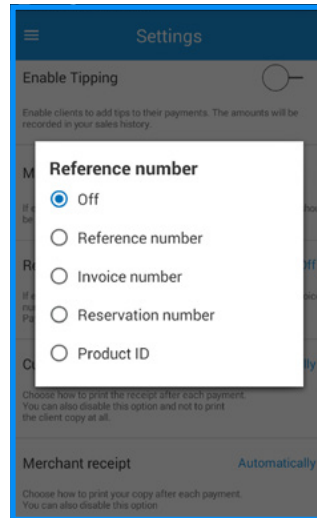 Settings
Enable Tipping
Enable clients to add tips to their payments. The amounts will be
recorded in your sales history.
Reference number
Off
Reference number
Invoice number
Reservation number
Product ID
Choose how to print the receipt after each payment.
You can also disable this option and not to print
the client copy at all.
Merchant receipt
Automatically
Choose how to print your copy after each payment.
You can also disable this option